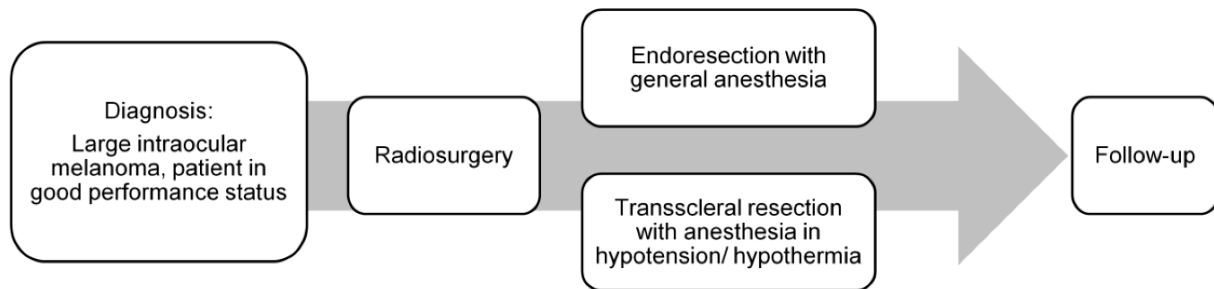 Diagnosis:
Large intraocular
melanoma, patient in
good performance status
Radiosurgery
Endoresection with
general anesthesia
Transscleral resection
with anesthesia in
hypotension/ hypothermia
Follow-up